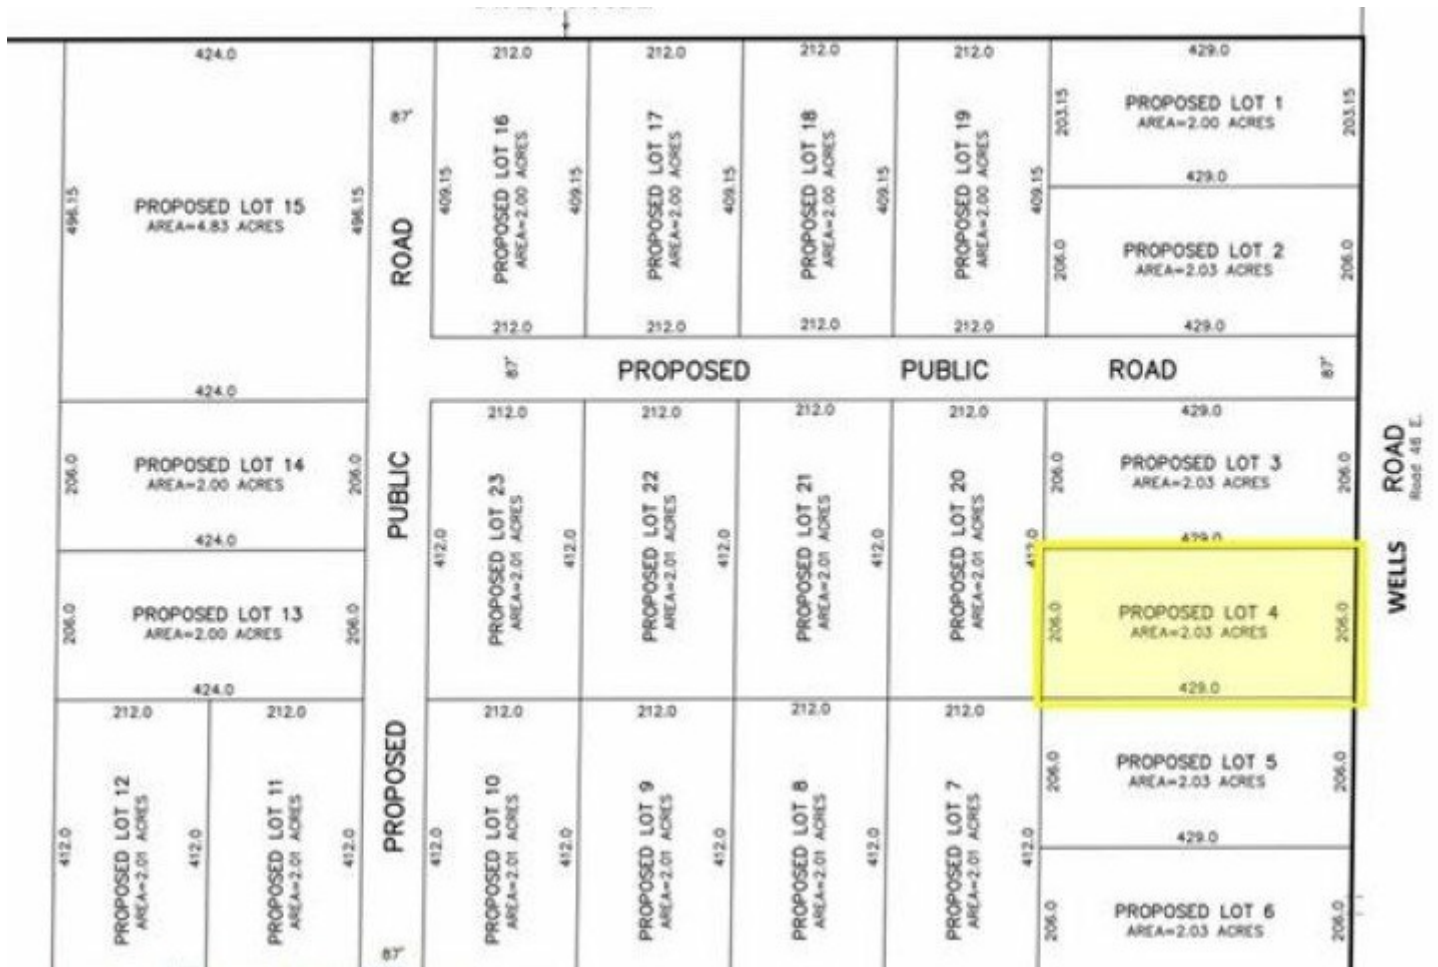 424.0
496.15
PROPOSED LOT 15
AREA=4.83 ACRES
496.15
424.0
206.0
PROPOSED LOT 14
AREA=2.00 ACRES
206.0
424.0
206.0
PROPOSED LOT 13
AREA=2.00 ACRES
206.0
424.0
212.0
412.0
PROPOSED LOT 12
AREA=2.01 ACRES
412.0
212.0
PROPOSED LOT 11
AREA=2.01 ACRES
412.0
87'
PROPOSED PUBLIC ROAD
87'
212.0
409.15
PROPOSED LOT 16
AREA=2.00 ACRES
409.15
212.0
212.0
PROPOSED LOT 17
AREA=2.00 ACRES
409.15
212.0
212.0
PROPOSED LOT 18
AREA=2.00 ACRES
409.15
212.0
212.0
PROPOSED LOT 19
AREA=2.00 ACRES
409.15
212.0
429.0
203.15
PROPOSED LOT 1
AREA=2.00 ACRES
203.15
429.0
206.0
PROPOSED LOT 2
AREA=2.03 ACRES
206.0
429.0
87'
PROPOSED PUBLIC ROAD
87'
212.0
412.0
PROPOSED LOT 23
AREA=2.01 ACRES
412.0
212.0
PROPOSED LOT 22
AREA=2.01 ACRES
412.0
212.0
PROPOSED LOT 21
AREA=2.01 ACRES
412.0
212.0
PROPOSED LOT 20
AREA=2.01 ACRES
412.0
429.0
206.0
PROPOSED LOT 3
AREA=2.03 ACRES
206.0
429.0
206.0
PROPOSED LOT 4
AREA=2.03 ACRES
206.0
429.0
212.0
412.0
PROPOSED LOT 10
AREA=2.01 ACRES
412.0
212.0
PROPOSED LOT 9
AREA=2.01 ACRES
412.0
212.0
PROPOSED LOT 8
AREA=2.01 ACRES
412.0
212.0
PROPOSED LOT 7
AREA=2.01 ACRES
412.0
206.0
PROPOSED LOT 5
AREA=2.03 ACRES
206.0
429.0
206.0
PROPOSED LOT 6
AREA=2.03 ACRES
206.0
WELLS ROAD
Road 46 E.